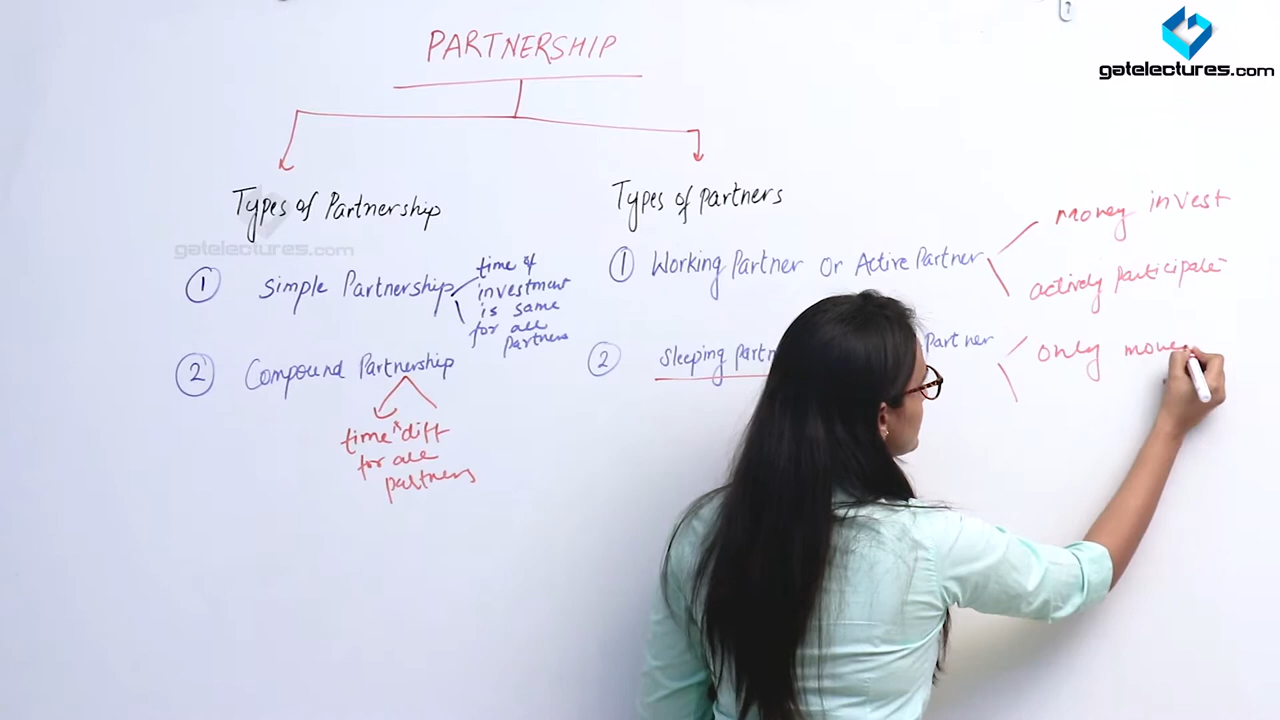 gatelectures.com
PARTNERSHIP
Types of Partnership
gatelectures.com
① Simple Partnership
time of
investment
is same
for all
partners
② Compound Partnership
time diff
for all
partners
Types of partners
① Working Partner Or Active Partner
money invest
actively participate
② Sleeping
Partner
only